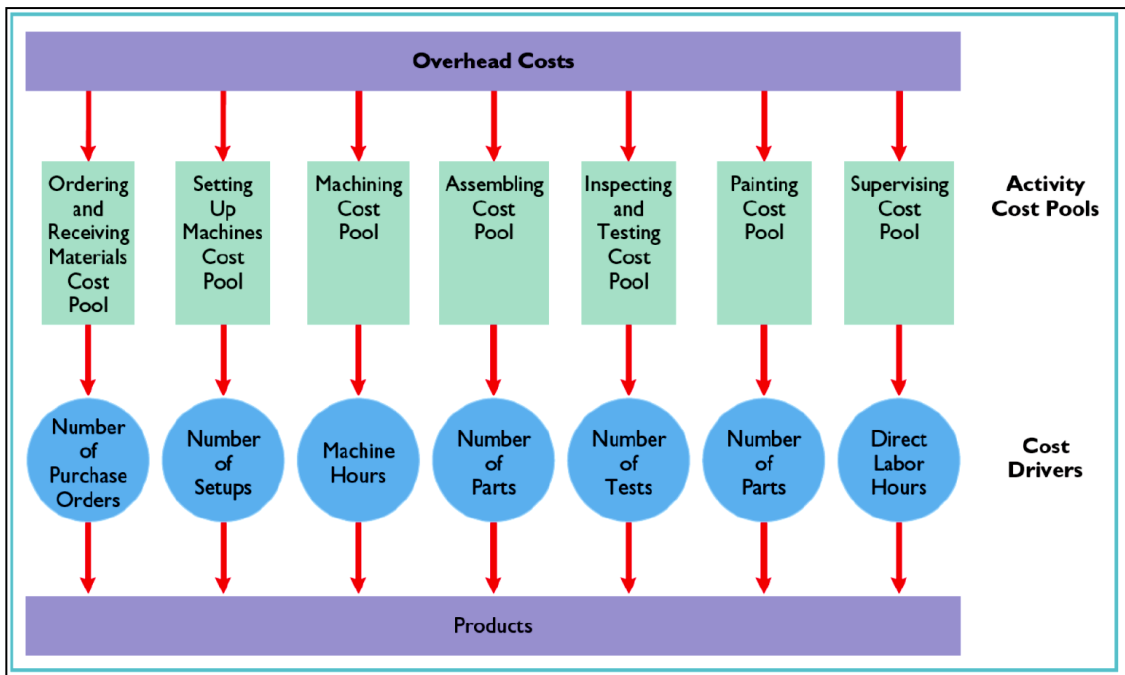 Overhead Costs
Ordering
and
Receiving
Materials
Cost
Pool
Setting
Up
Machines
Cost
Pool
Machining
Cost
Pool
Assembling
Cost
Pool
Inspecting
and
Testing
Cost
Pool
Painting
Cost
Pool
Supervising
Cost
Pool
Activity
Cost Pools
Number
of
Purchase
Orders
Number
of
Setups
Machine
Hours
Number
of
Parts
Number
of
Tests
Number
of
Parts
Direct
Labor
Hours
Cost
Drivers
Products